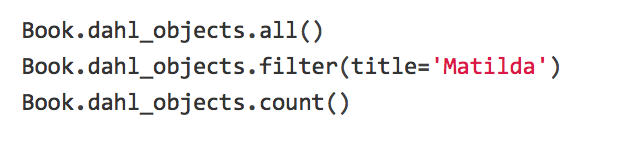 Book.dahl_objects.all()
Book.dahl_objects.filter(title='Matilda')
Book.dahl_objects.count()